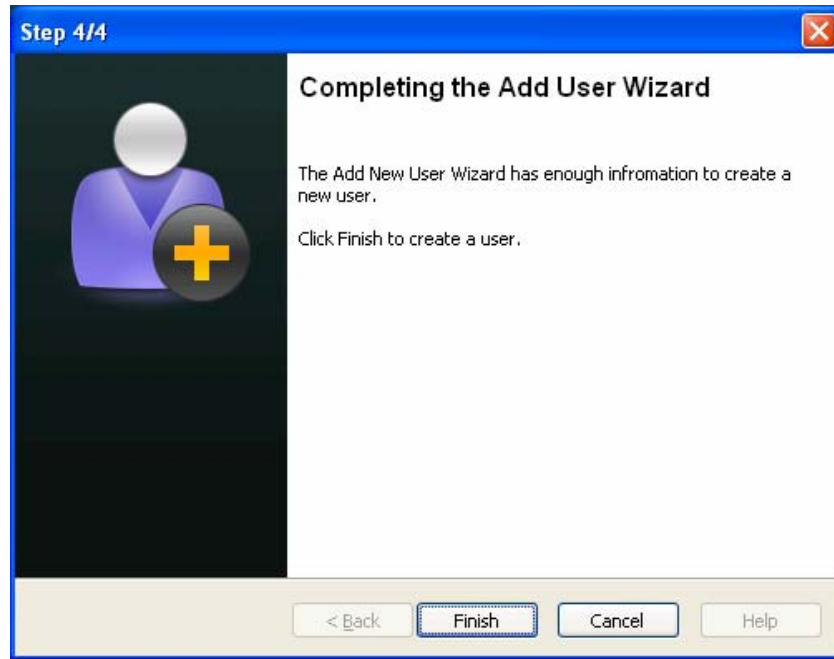 Step 4/4
Completing the Add User Wizard
The Add New User Wizard has enough infromation to create a
new user.
Click Finish to create a user.
< Back
Finish
Cancel
Help